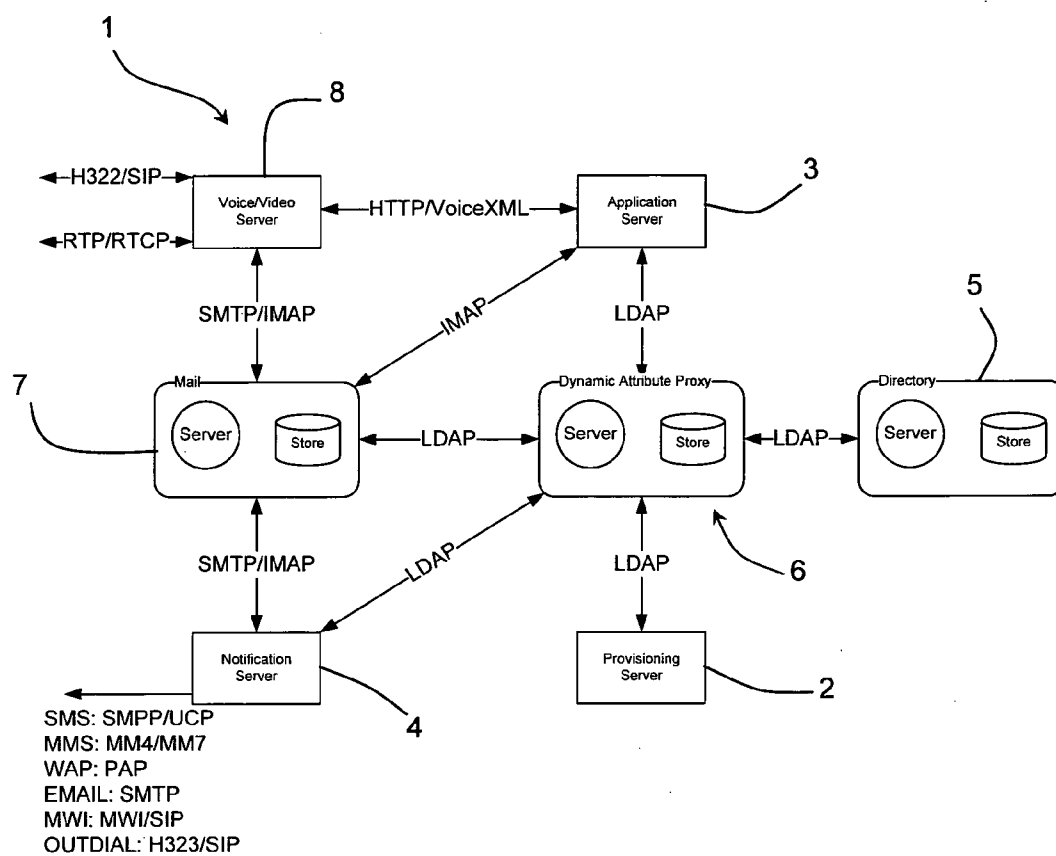 1
8
H322/SIP
Voice/Video
Server
HTTP/VoiceXML
Application
Server
3
RTP/RTCP
SMTP/IMAP
IMAP
LDAP
5
7
Mail
Server
Store
LDAP
Dynamic Attribute Proxy
Server
Store
LDAP
Directory
Server
Store
SMTP/IMAP
LDAP
LDAP
6
Notification
Server
4
Provisioning
Server
2
SMS: SMPP/UCP
MMS: MM4/MM7
WAP: PAP
EMAIL: SMTP
MWI: MWI/SIP
OUTDIAL: H323/SIP